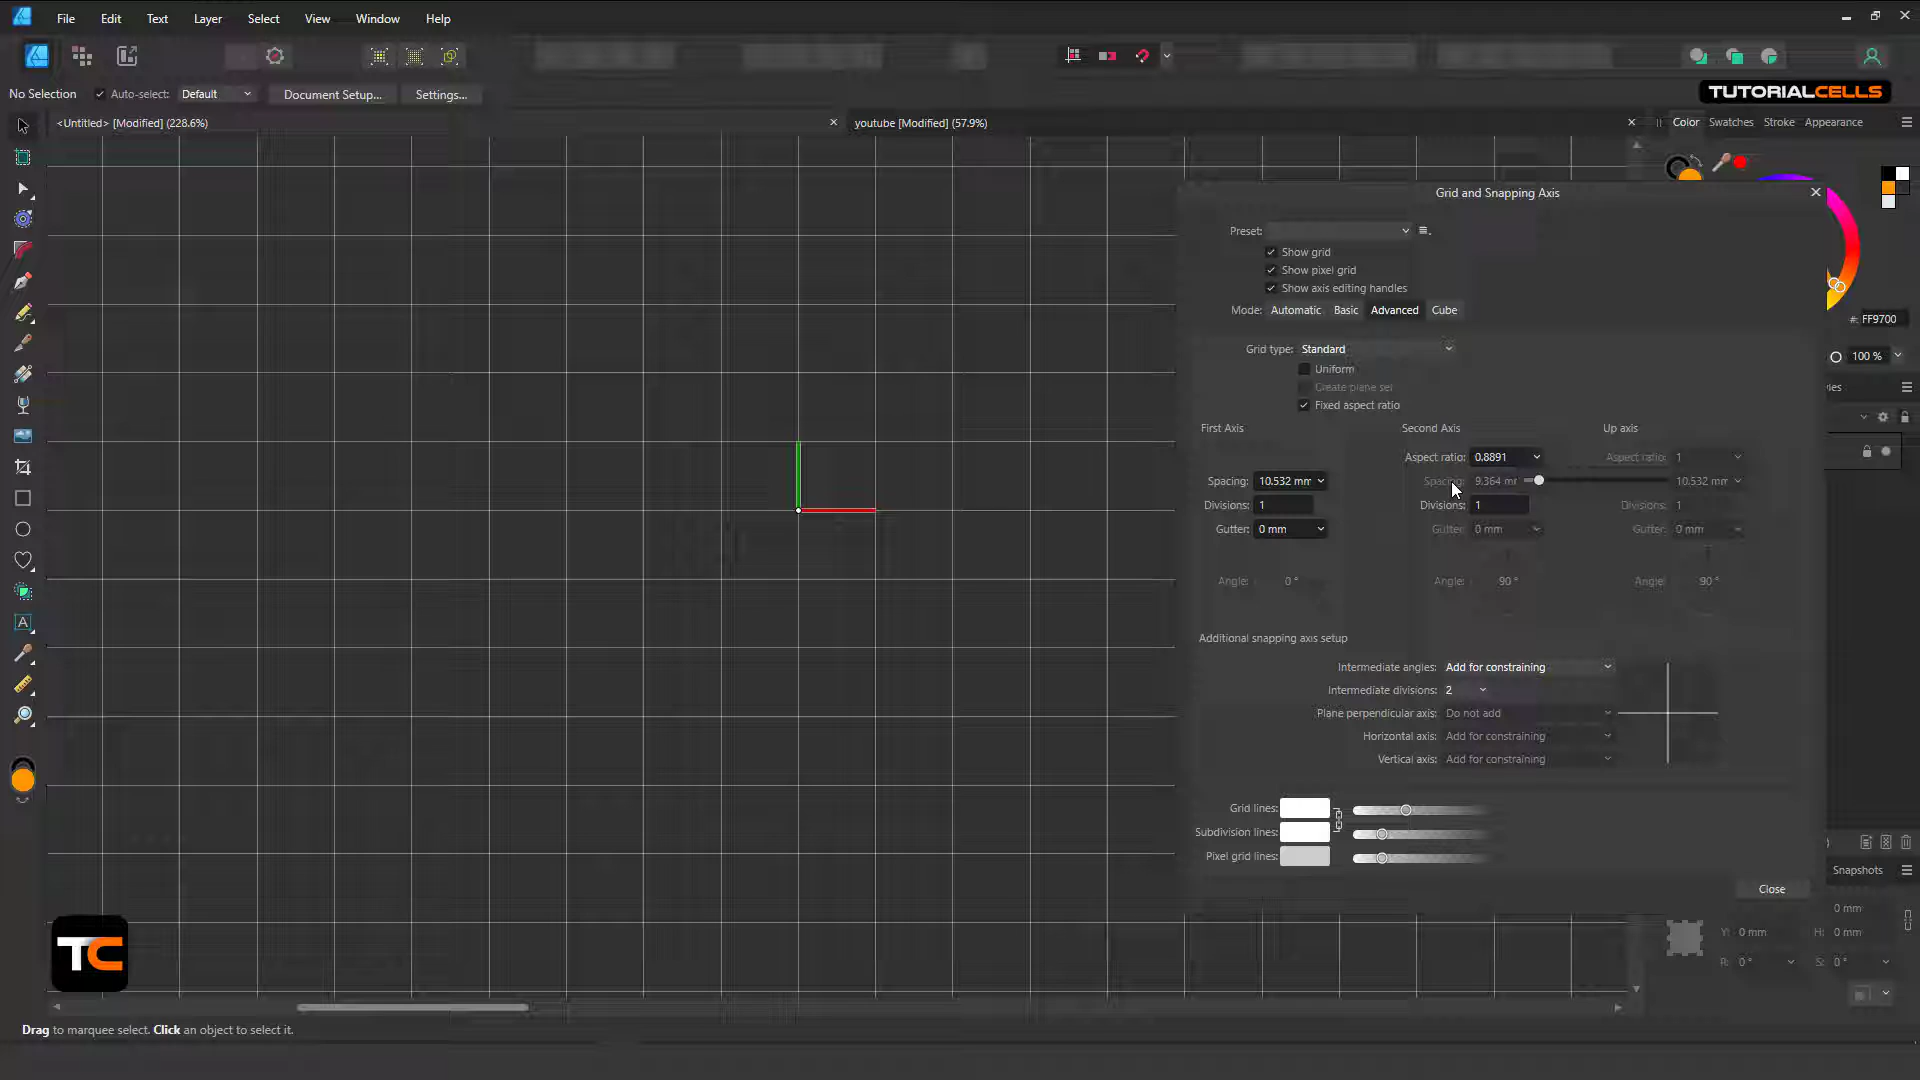 File Edit Text Layer Select View Window Help
No Selection Auto-select: Default Document Setup... Settings...
TUTORIALCELLS
<Untitled> [Modified] (228.6%) youtube [Modified] (57.9%)
Color Swatches Stroke Appearance
Grid and Snapping Axis
Preset:
Show grid
Show pixel grid
Show axis editing handles
Mode: Automatic Basic Advanced Cube
#: FF9700
Grid type: Standard
100 %
Uniform
Create plane set
Fixed aspect ratio
First Axis Second Axis Up axis
Aspect ratio: 0.8891 Aspect ratio: 1
Spacing: 10.532 mm Spacing: 9.364 mm 10.532 mm
Divisions: 1 Divisions: 1 Divisions: 1
Gutter: 0 mm Gutter: 0 mm Gutter: 0 mm
Angle: 0 ° Angle: 90 ° Angle: 90 °
Additional snapping axis setup
Intermediate angles: Add for constraining
Intermediate divisions: 2
Plane perpendicular axis: Do not add
Horizontal axis: Add for constraining
Vertical axis: Add for constraining
Grid lines:
Subdivision lines:
Pixel grid lines:
Snapshots
Close
0 mm
Y: 0 mm H: 0 mm
R: 0 ° S: 0 °
TC
Drag to marquee select. Click an object to select it.